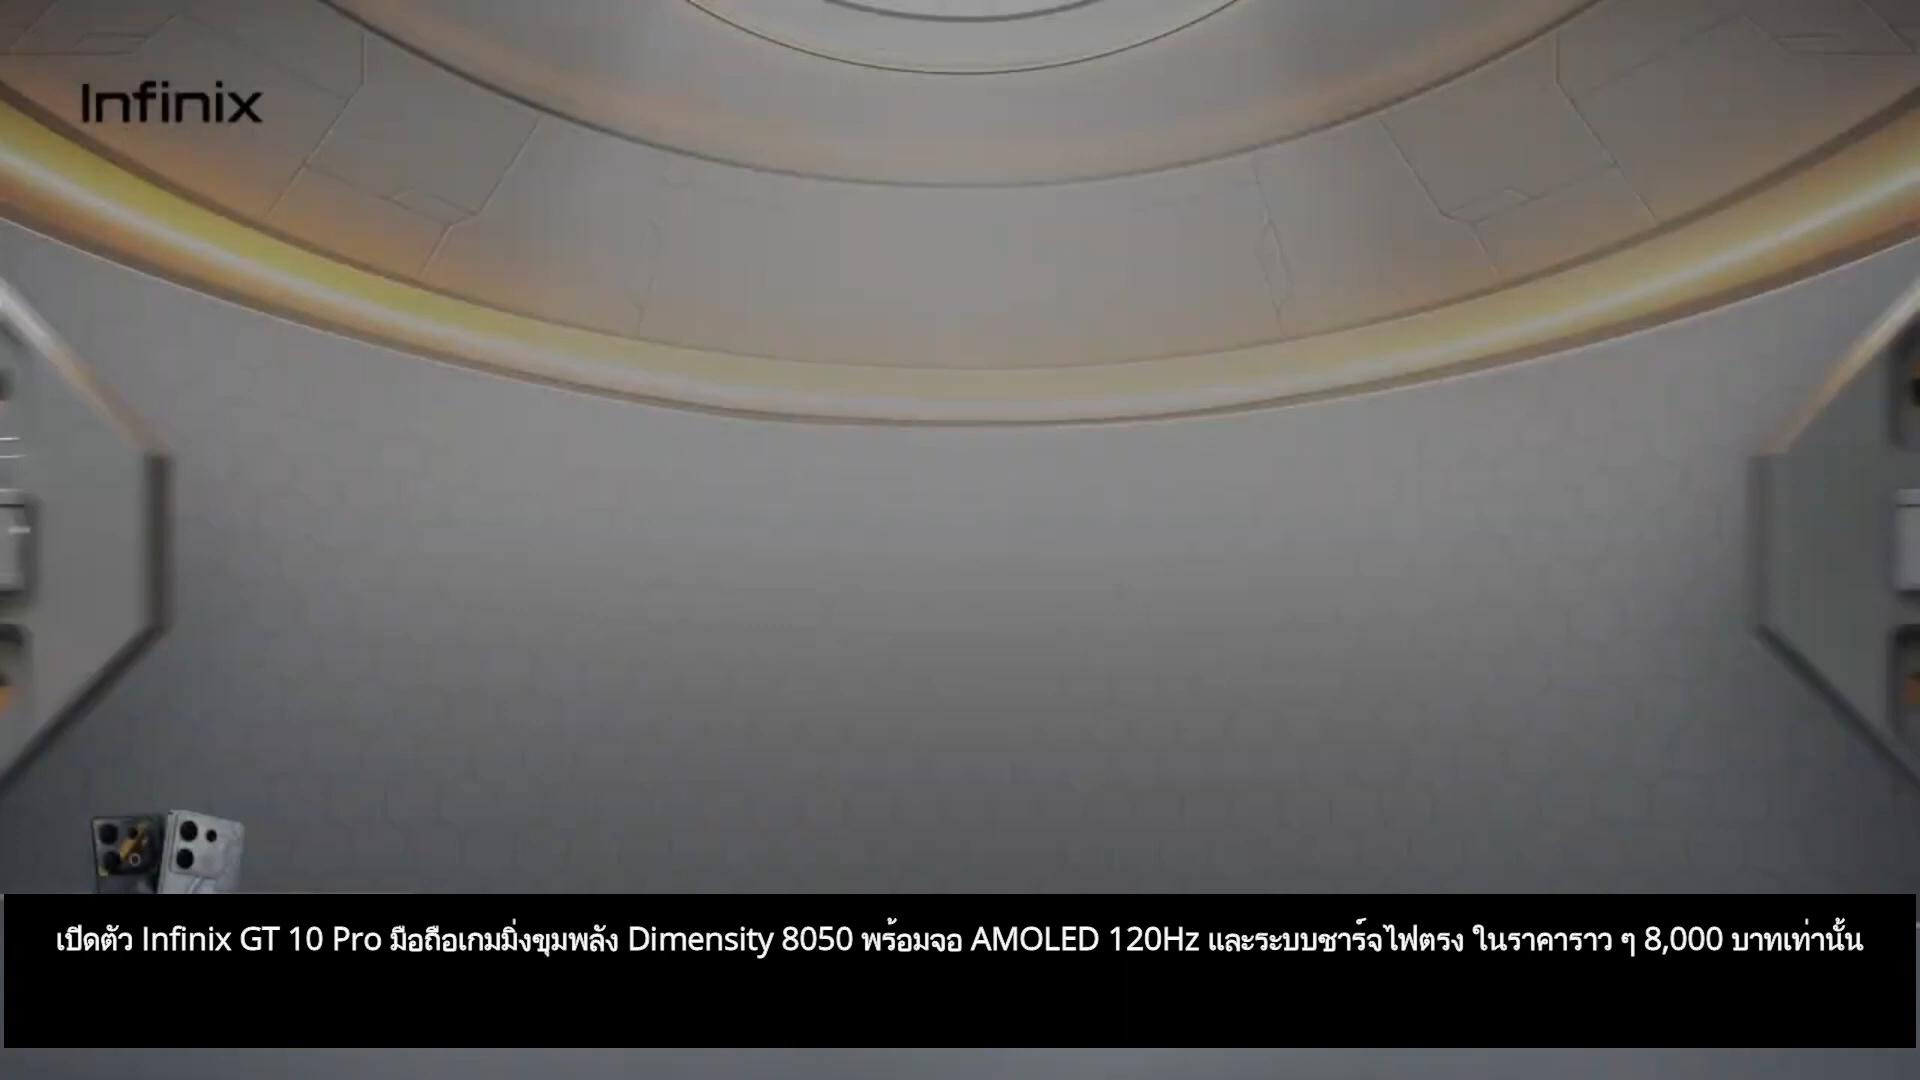 Infinix
เปิดตัว Infinix GT 10 Pro มือถือเกมมิ่งขุมพลัง Dimensity 8050 พร้อมจอ AMOLED 120Hz และระบบชาร์จไฟตรง ในราคาราว ๆ 8,000 บาทเท่านั้น